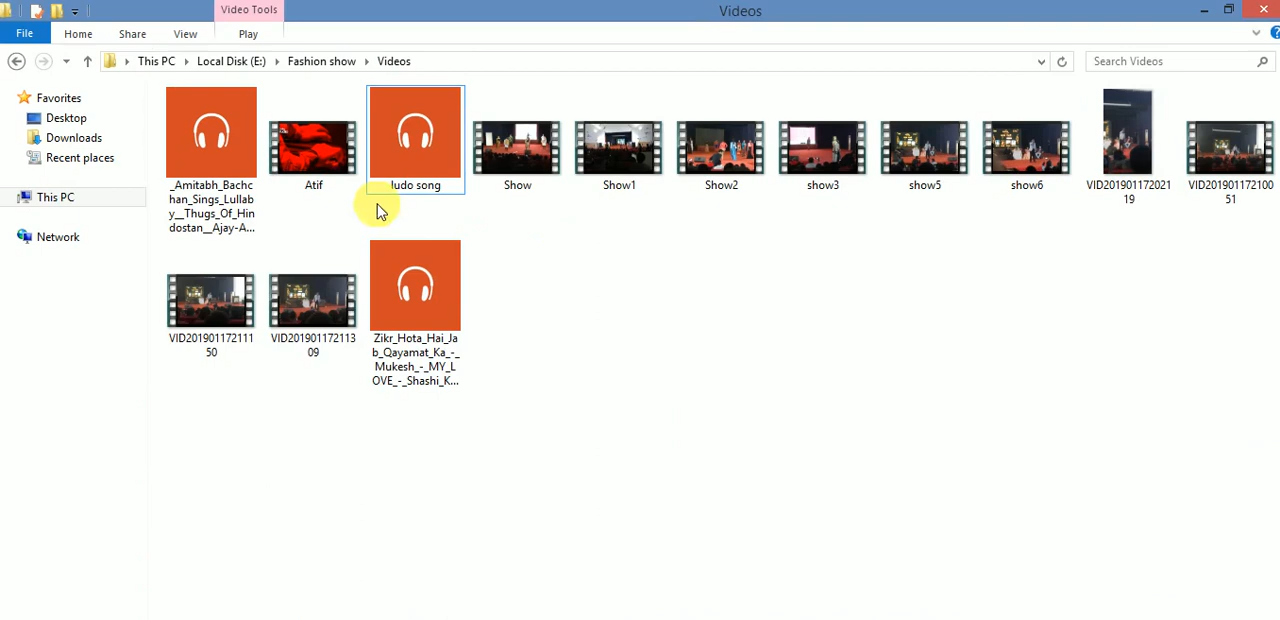 Video Tools
Videos
File
Home
Share
View
Play
This PC
Local Disk (E:)
Fashion show
Videos
Search Videos
Favorites
Desktop
Downloads
Recent places
This PC
Network
_Amitabh_Bachc
han_Sings_Lullab
y__Thugs_Of_Hin
dostan__Ajay-A...
Atif
ludo song
Show
Show1
Show2
show3
show5
show6
VID201901172021
19
VID201901172100
51
VID201901172111
50
VID201901172113
09
Zikr_Hota_Hai_Ja
b_Qayamat_Ka_-_
Mukesh_-_MY_L
OVE_-_Shashi_K...